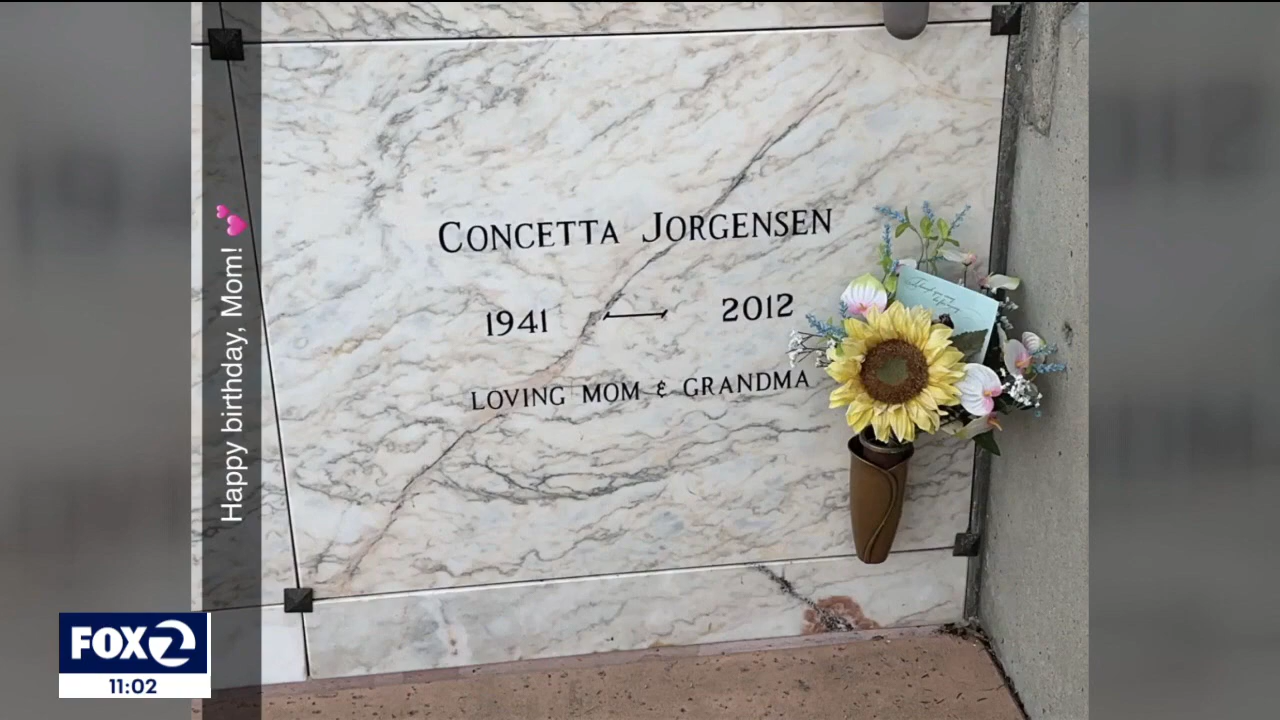 CONCETTA JORGENSEN
1941 — 2012
LOVING MOM & GRANDMA
Happy birthday, Mom! 💕
FOX 2
11:02